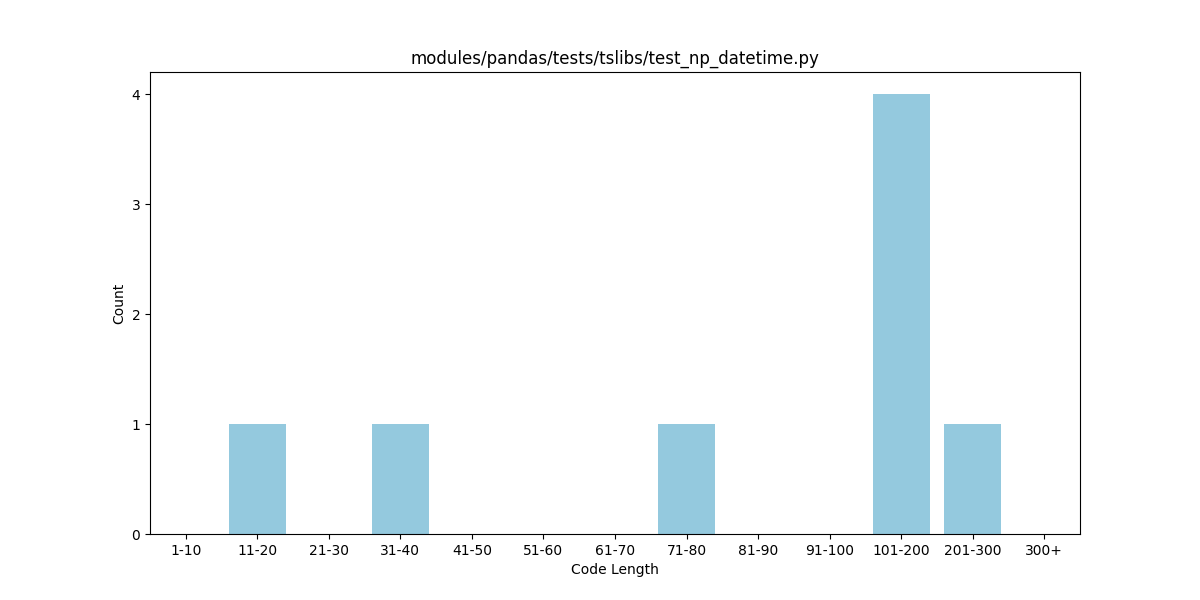 modules/pandas/tests/tslibs/test_np_datetime.py
4
3
2
1
0
Count
1-10 11-20 21-30 31-40 41-50 51-60 61-70 71-80 81-90 91-100 101-200 201-300 300+
Code Length